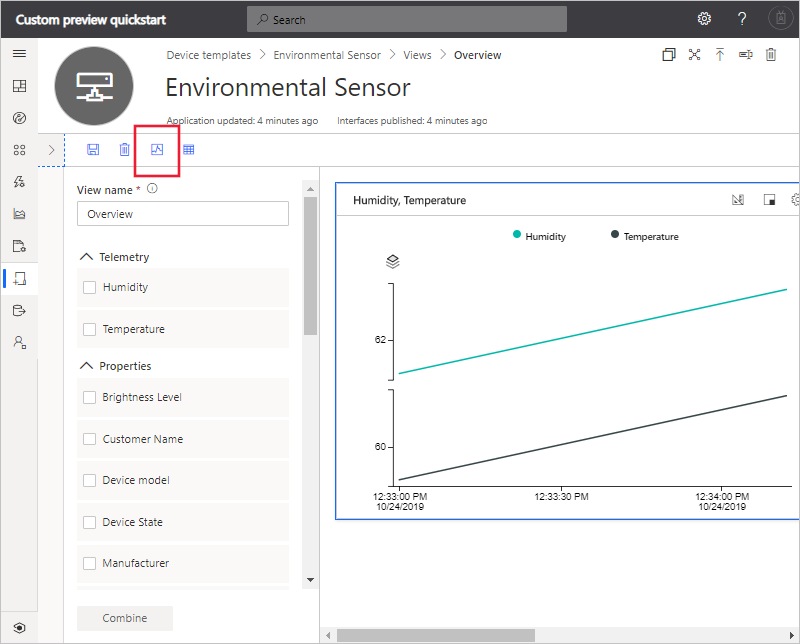 Custom preview quickstart
Search
?
Device templates > Environmental Sensor > Views > Overview
Environmental Sensor
Application updated: 4 minutes ago Interfaces published: 4 minutes ago
View name *
Overview
Telemetry
Humidity
Temperature
Properties
Brightness Level
Customer Name
Device model
Device State
Manufacturer
Combine
Humidity, Temperature
Humidity Temperature
62
60
12:33:00 PM 12:33:30 PM 12:34:00 PM
10/24/2019 10/24/2019